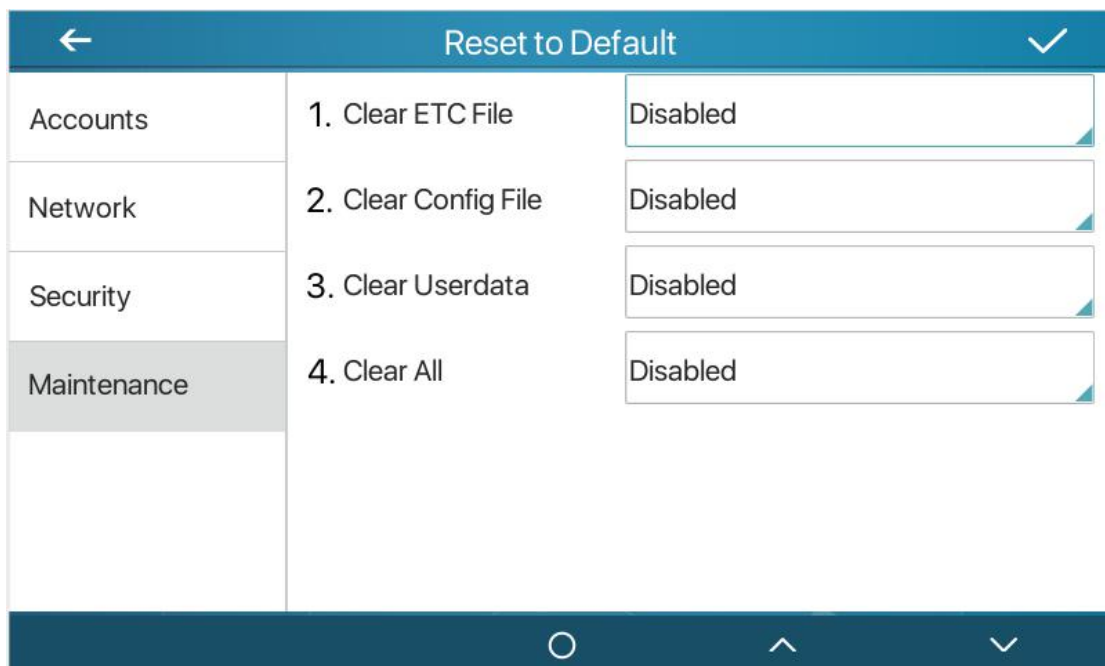 Reset to Default
Accounts
1. Clear ETC File
Disabled
Network
2. Clear Config File
Disabled
Security
3. Clear Userdata
Disabled
Maintenance
4. Clear All
Disabled